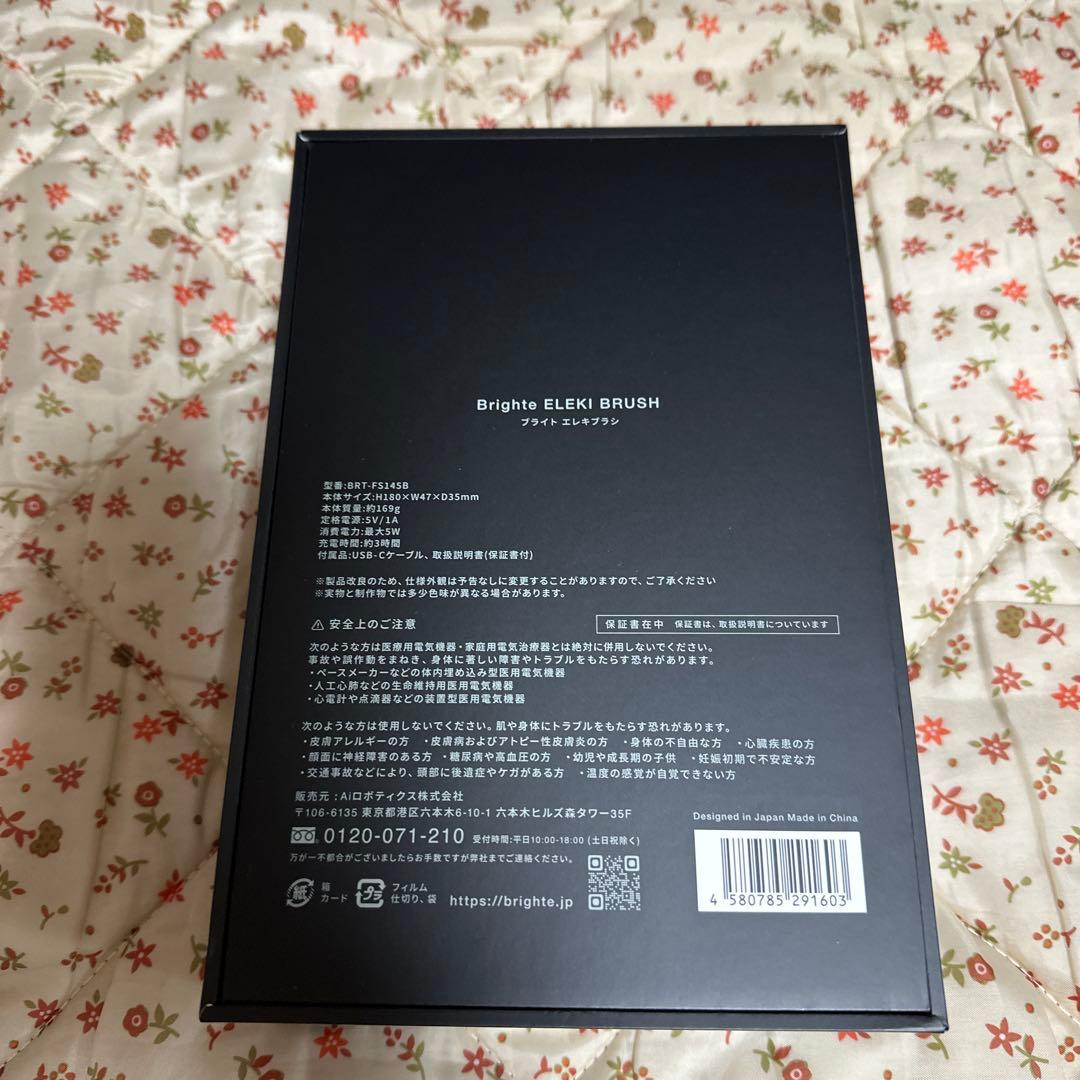 Brighte ELEKI BRUSH
ブライト エレキブラシ
型番:BRT-FS145B
本体サイズ:H180×W47×D35mm
本体質量:約169g
定格電源:5V/1A
消費電力:最大5W
充電時間:約3時間
付属品:USB-Cケーブル、取扱説明書(保証書付)
※製品改良のため、仕様外観は予告なしに変更することがありますので、ご了承ください
※実物と制作物では多少色味が異なる場合があります。
⚠ 安全上のご注意
保証書在中 保証書は、取扱説明書についています
次のような方は医療用電気機器・家庭用電気治療器とは絶対に併用しないでください。
事故や誤作動をまねき、身体に著しい障害やトラブルをもたらす恐れがあります。
・ペースメーカーなどの体内埋め込み型医用電気機器
・人工心肺などの生命維持用医用電気機器
・心電計や点滴器などの装置型医用電気機器
次のような方は使用しないでください。肌や身体にトラブルをもたらす恐れがあります。
・皮膚アレルギーの方 ・皮膚病およびアトピー性皮膚炎の方 ・身体の不自由な方 ・心臓疾患の方
・顔面に神経障害のある方 ・糖尿病や高血圧の方 ・幼児や成長期の子供 ・妊娠初期で不安定な方
・交通事故などにより、頭部に後遺症やケガがある方 ・温度の感覚が自覚できない方
販売元:Aiロボティクス株式会社
〒106-6135 東京都港区六本木6-10-1 六本木ヒルズ森タワー35F
0120-071-210 受付時間:平日10:00-18:00 (土日祝除く)
万が一不都合がございましたらお手数ですが弊社までご連絡ください。
紙 箱 カード プラ フィルム 仕切り、袋 https://brighte.jp
Designed in Japan Made in China
4 580785 291603